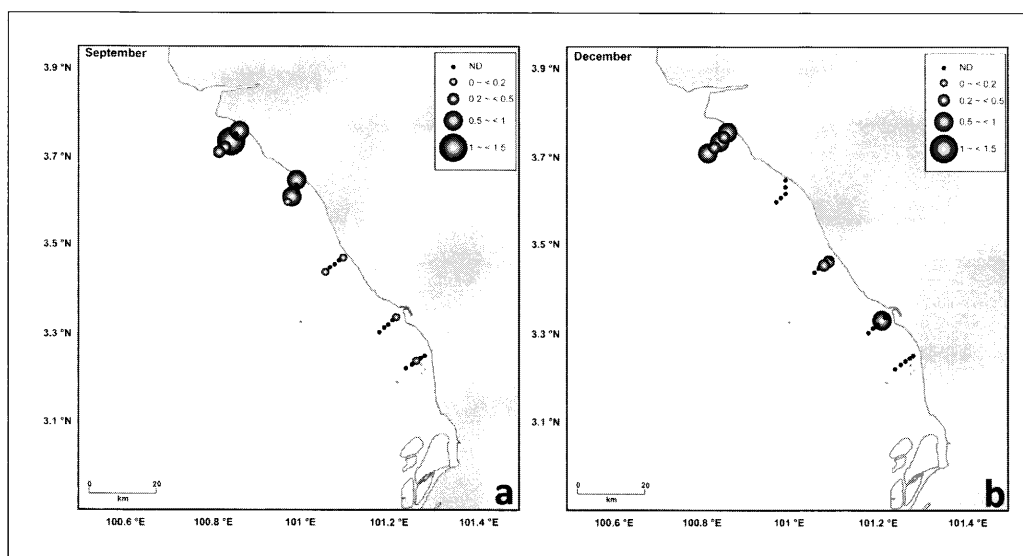 September
3.9 °N
3.7 °N
3.5 °N
3.3 °N
3.1 °N
ND
0 ~ < 0.2
0.2 ~ < 0.5
0.5 ~ < 1
1 ~ < 1.5
0 20
km
a
100.6 °E 100.8 °E 101 °E 101.2 °E 101.4 °E
December
3.9 °N
3.7 °N
3.5 °N
3.3 °N
3.1 °N
ND
0 ~ < 0.2
0.2 ~ < 0.5
0.5 ~ < 1
1 ~ < 1.5
0 20
km
b
100.6 °E 100.8 °E 101 °E 101.2 °E 101.4 °E